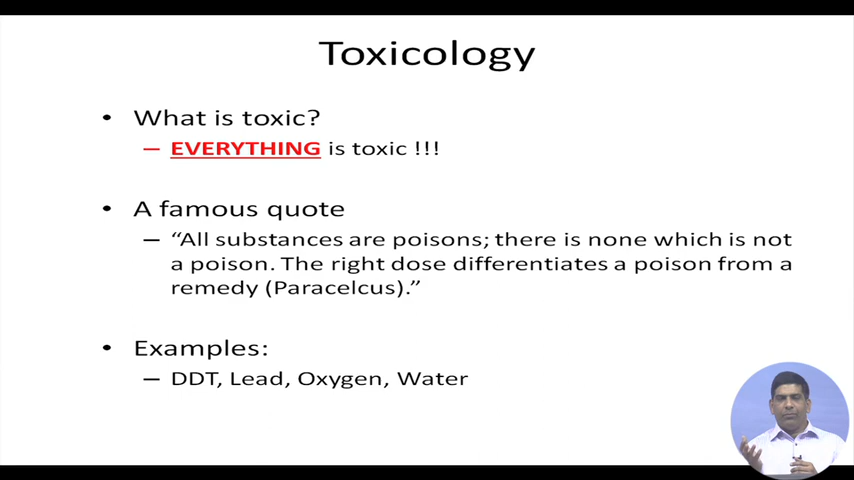 Toxicology
• What is toxic?
– EVERYTHING is toxic !!!
• A famous quote
– “All substances are poisons; there is none which is not
a poison. The right dose differentiates a poison from a
remedy (Paracelcus).”
• Examples:
– DDT, Lead, Oxygen, Water